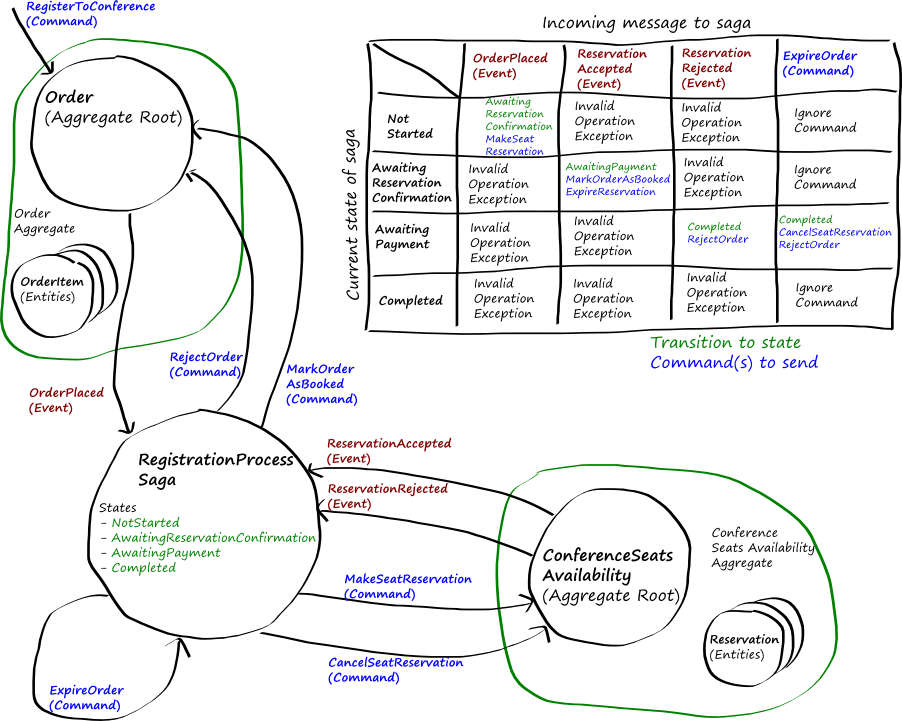 RegisterToConference
(Command)
Order
(Aggregate Root)
Order
Aggregate
OrderItem
(Entities)
OrderPlaced
(Event)
RejectOrder
(Command)
MarkOrder
AsBooked
(Command)
Incoming message to saga
Current state of saga
OrderPlaced
(Event)
Reservation
Accepted
(Event)
Reservation
Rejected
(Event)
ExpireOrder
(Command)
Not
Started
Awaiting
Reservation
Confirmation
MakeSeat
Reservation
Invalid
Operation
Exception
Invalid
Operation
Exception
Ignore
Command
Awaiting
Reservation
Confirmation
Invalid
Operation
Exception
AwaitingPayment
MarkOrderAsBooked
ExpireReservation
Invalid
Operation
Exception
Ignore
Command
Awaiting
Payment
Invalid
Operation
Exception
Invalid
Operation
Exception
Completed
RejectOrder
Completed
CancelSeatReservation
RejectOrder
Completed
Invalid
Operation
Exception
Invalid
Operation
Exception
Invalid
Operation
Exception
Ignore
Command
Transition to state
Command(s) to send
RegistrationProcess
Saga
States
- NotStarted
- AwaitingReservationConfirmation
- AwaitingPayment
- Completed
ReservationAccepted
(Event)
ReservationRejected
(Event)
MakeSeatReservation
(Command)
CancelSeatReservation
(Command)
ExpireOrder
(Command)
ConferenceSeats
Availability
(Aggregate Root)
Conference
Seats Availability
Aggregate
Reservation
(Entities)